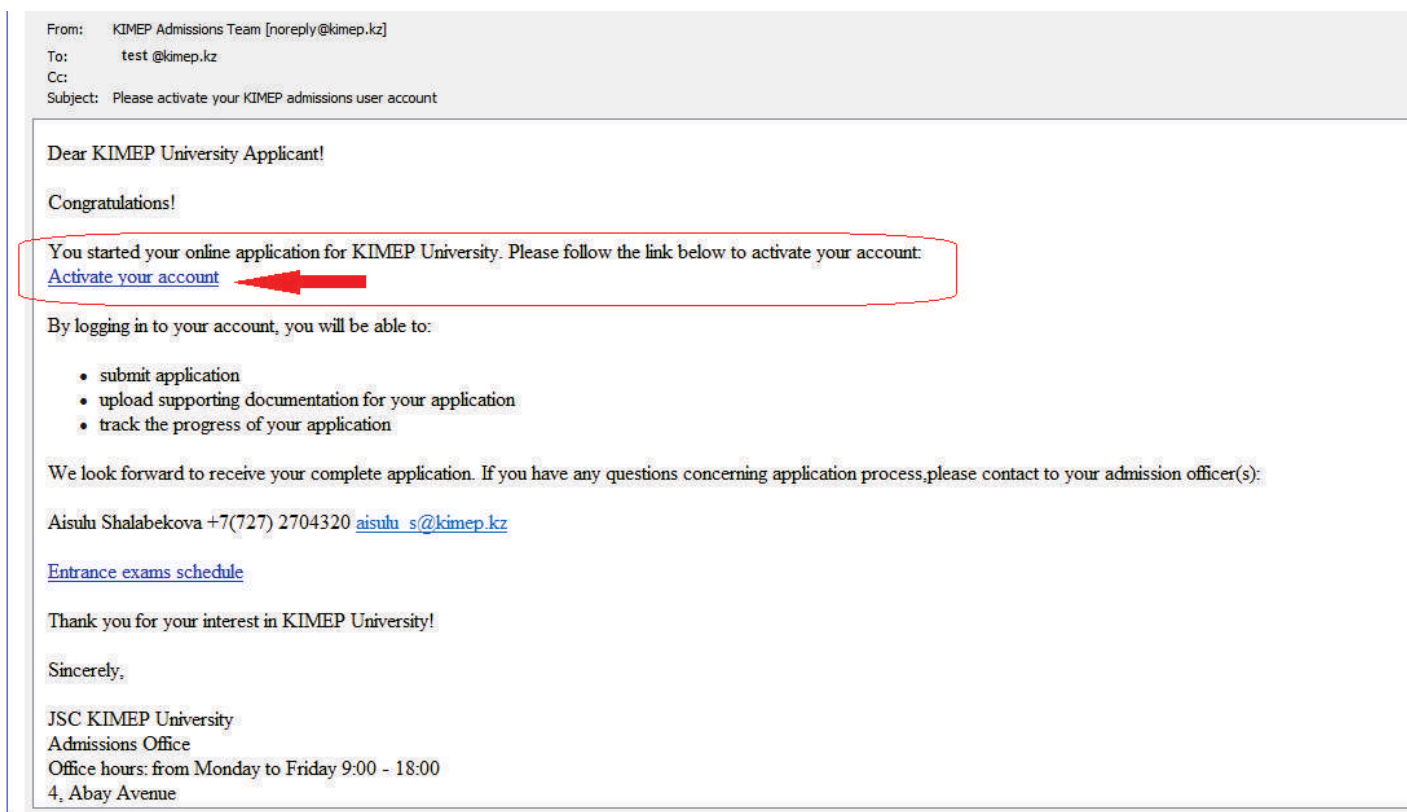 From: KIMEP Admissions Team [noreply@kimep.kz]
To: test @kimep.kz
Cc:
Subject: Please activate your KIMEP admissions user account
Dear KIMEP University Applicant!
Congratulations!
You started your online application for KIMEP University. Please follow the link below to activate your account:
Activate your account
By logging in to your account, you will be able to:
• submit application
• upload supporting documentation for your application
• track the progress of your application
We look forward to receive your complete application. If you have any questions concerning application process,please contact to your admission officer(s):
Aisulu Shalabekova +7(727) 2704320 aisulu_s@kimep.kz
Entrance exams schedule
Thank you for your interest in KIMEP University!
Sincerely,
JSC KIMEP University
Admissions Office
Office hours: from Monday to Friday 9:00 - 18:00
4, Abay Avenue